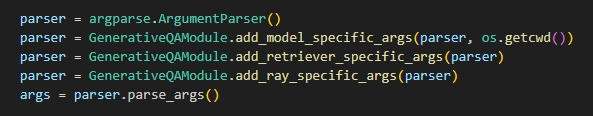 parser = argparse.ArgumentParser()
parser = GenerativeQAModule.add_model_specific_args(parser, os.getcwd())
parser = GenerativeQAModule.add_retriever_specific_args(parser)
parser = GenerativeQAModule.add_ray_specific_args(parser)
args = parser.parse_args()